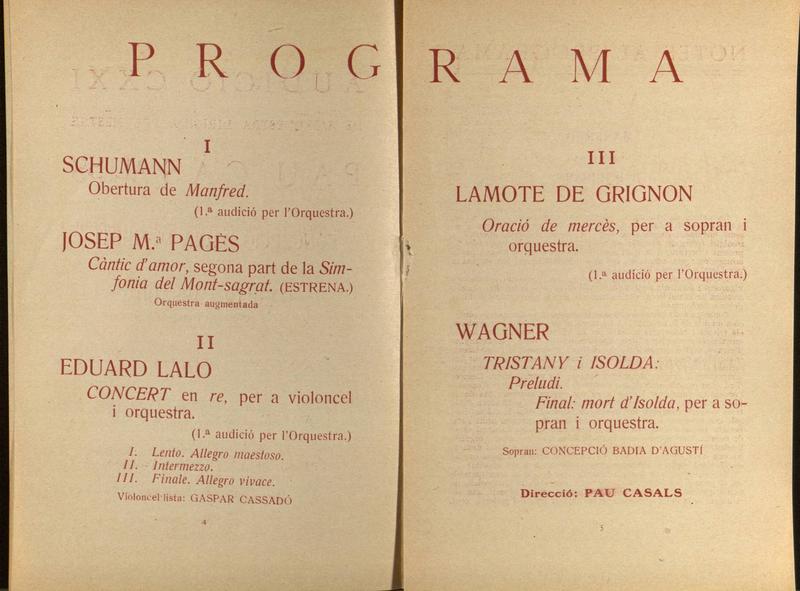 PROGRAMA
I
SCHUMANN
Obertura de Manfred.
(1.ª audició per l'Orquestra.)
JOSEP M.ª PAGÈS
Càntic d'amor, segona part de la Sim-
fonia del Mont-sagrat. (ESTRENA.)
Orquestra augmentada
II
EDUARD LALO
CONCERT en re, per a violoncel
i orquestra.
(1.ª audició per l'Orquestra.)
I. Lento. Allegro maestoso.
II. Intermezzo.
III. Finale. Allegro vivace.
Violoncel·lista: GASPAR CASSADÓ
4
III
LAMOTE DE GRIGNON
Oració de mercès, per a sopran i
orquestra.
(1.ª audició per l'Orquestra.)
WAGNER
TRISTANY i ISOLDA:
Preludi.
Final: mort d'Isolda, per a so-
pran i orquestra.
Sopran: CONCEPCIÓ BADIA D'AGUSTÍ
Direcció: PAU CASALS
5